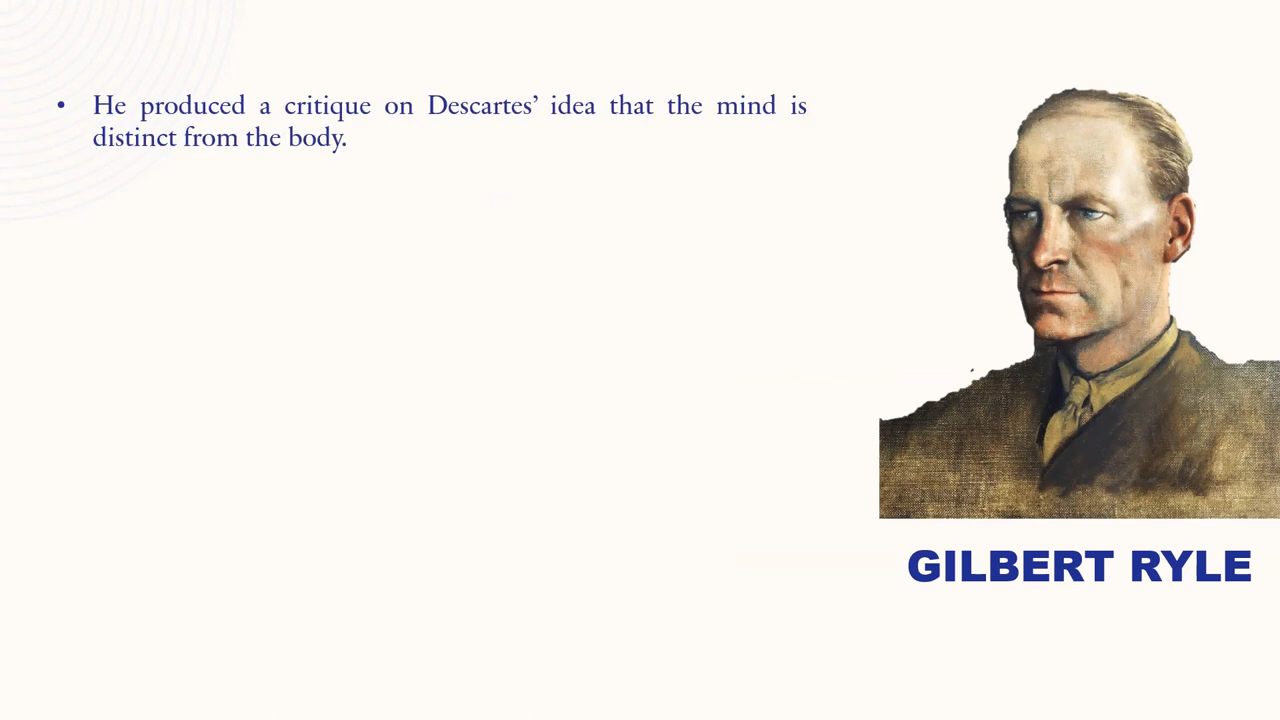 • He produced a critique on Descartes’ idea that the mind is
distinct from the body.
GILBERT RYLE